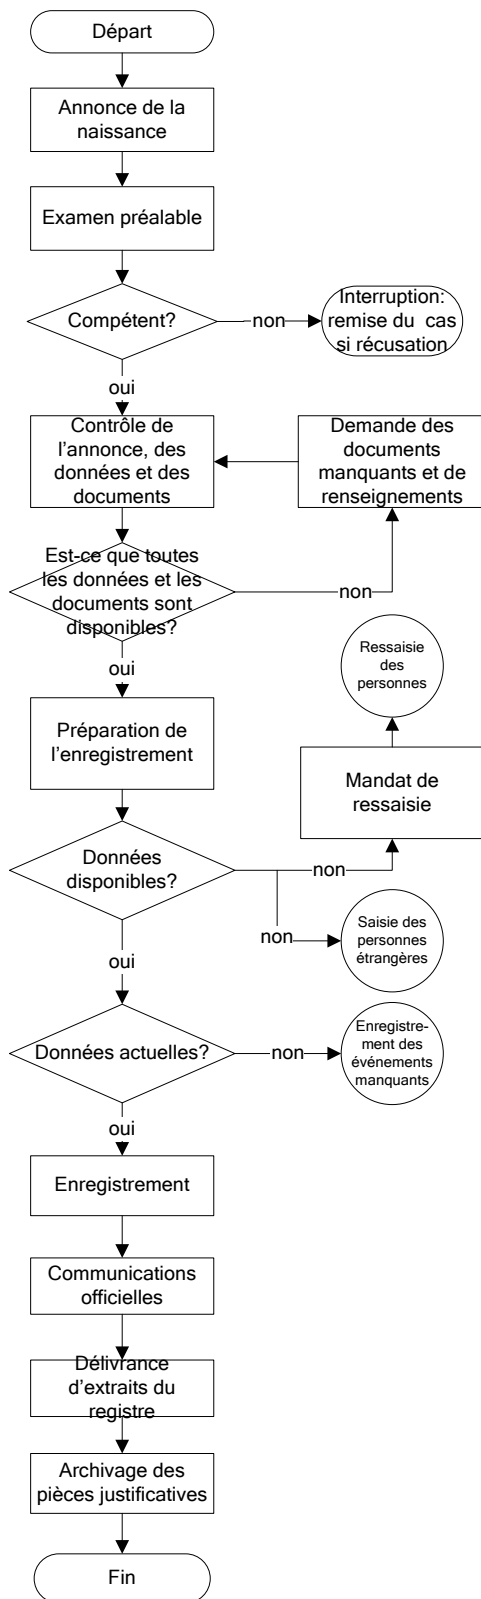 Départ
Annonce de la
naissance
Examen préalable
Compétent?
non
Interruption:
remise du cas
si récusation
oui
Contrôle de
l'annonce, des
données et des
documents
Demande des
documents
manquants et de
renseignements
Est-ce que toutes
les données et les
documents sont
disponibles?
non
oui
Ressaisie
des
personnes
Préparation de
l'enregistrement
Mandat de
ressaisie
Données
disponibles?
non
non
Saisie des
personnes
étrangères
oui
Données actuelles?
non
Enregistre-
ment des
événements
manquants
oui
Enregistrement
Communications
officielles
Délivrance
d'extraits du
registre
Archivage des
pièces justificatives
Fin